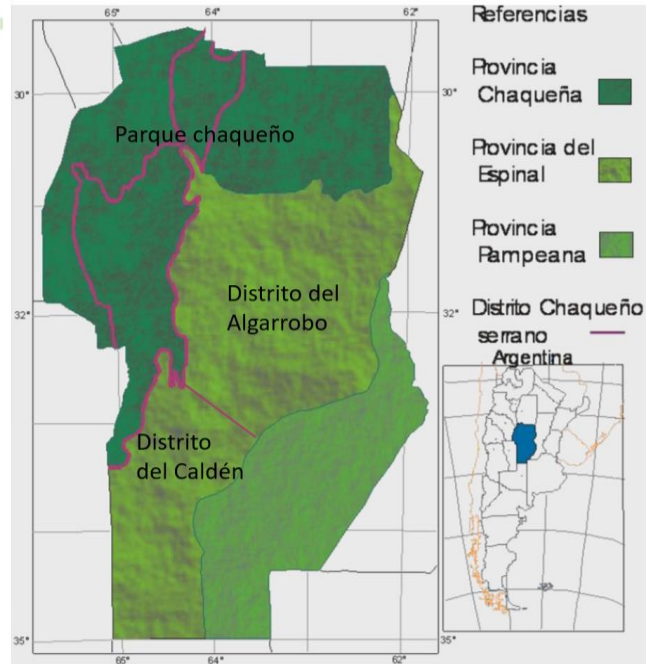 65°
64°
62°
30°
30°
Parque chaqueño
Distrito del
Algarrobo
32°
32°
Distrito
del Caldén
35°
35°
65°
64°
62°
Referencias
Provincia
Chaqueña
Provincia del
Espinal
Provincia
Pampeana
Distrito Chaqueño
serrano
Argentina